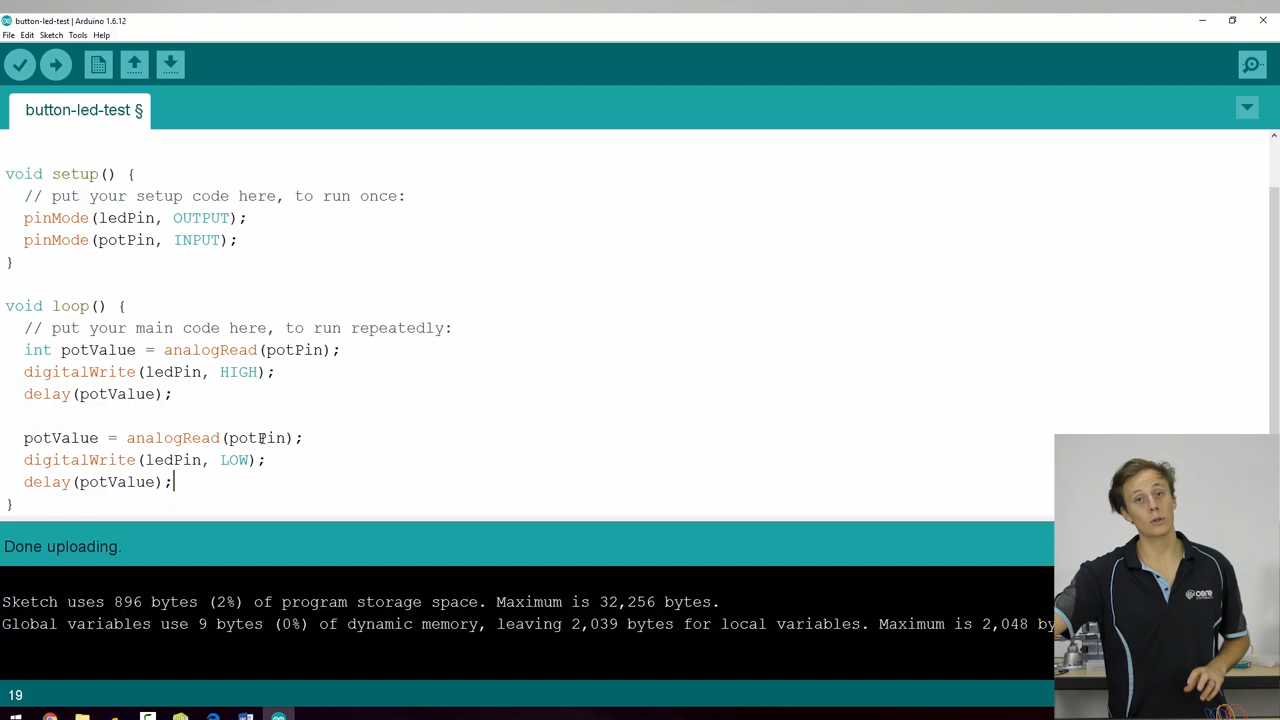 button-led-test | Arduino 1.6.12
File Edit Sketch Tools Help
button-led-test §
void setup() {
// put your setup code here, to run once:
pinMode(ledPin, OUTPUT);
pinMode(potPin, INPUT);
}
void loop() {
// put your main code here, to run repeatedly:
int potValue = analogRead(potPin);
digitalWrite(ledPin, HIGH);
delay(potValue);
potValue = analogRead(potPin);
digitalWrite(ledPin, LOW);
delay(potValue);
}
Done uploading.
Sketch uses 896 bytes (2%) of program storage space. Maximum is 32,256 bytes.
Global variables use 9 bytes (0%) of dynamic memory, leaving 2,039 bytes for local variables. Maximum is 2,048 by
19
core